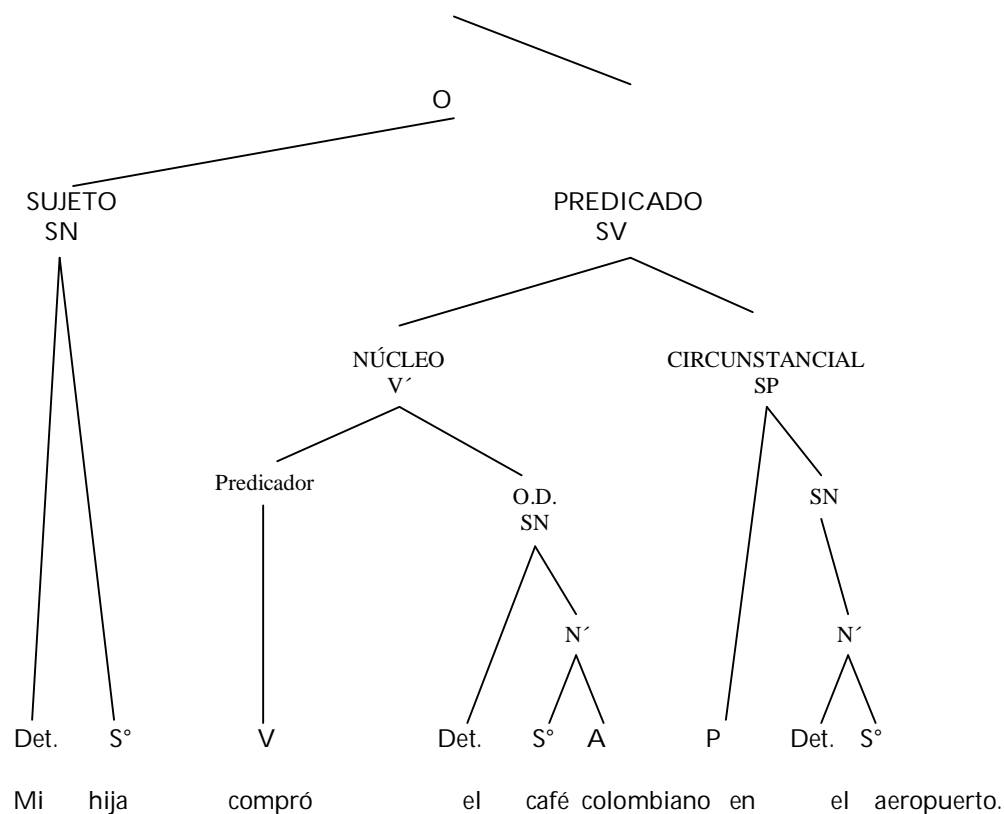 O
SUJETO PREDICADO
SN SV
NÚCLEO CIRCUNSTANCIAL
V´ SP
Predicador O.D. SN
SN
N´ N´
Det. S° V Det. S° A P Det. S°
Mi hija compró el café colombiano en el aeropuerto.